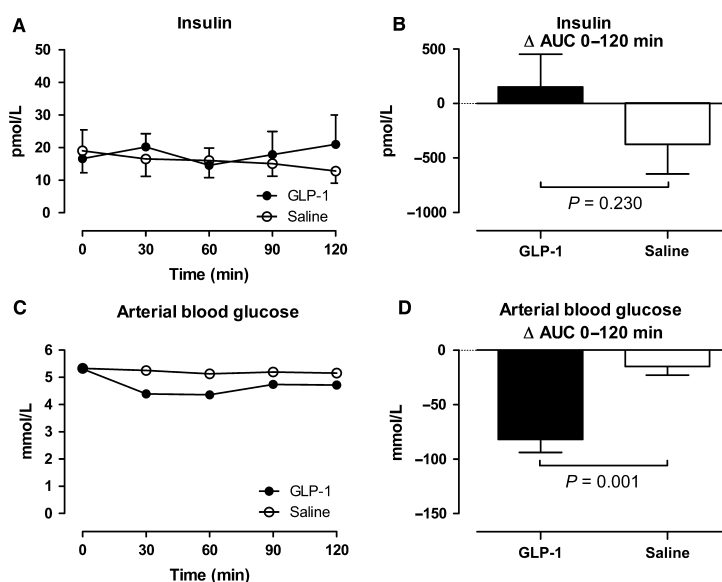 A
Insulin
50
40
30
20
10
0
pmol/L
GLP-1
Saline
0 30 60 90 120
Time (min)
B
Insulin
Δ AUC 0–120 min
500
0
–500
–1000
pmol/L
P = 0.230
GLP-1 Saline
C
Arterial blood glucose
6
5
4
3
2
1
0
mmol/L
GLP-1
Saline
0 30 60 90 120
Time (min)
D
Arterial blood glucose
Δ AUC 0–120 min
0
–50
–100
–150
mmol/L
P = 0.001
GLP-1 Saline